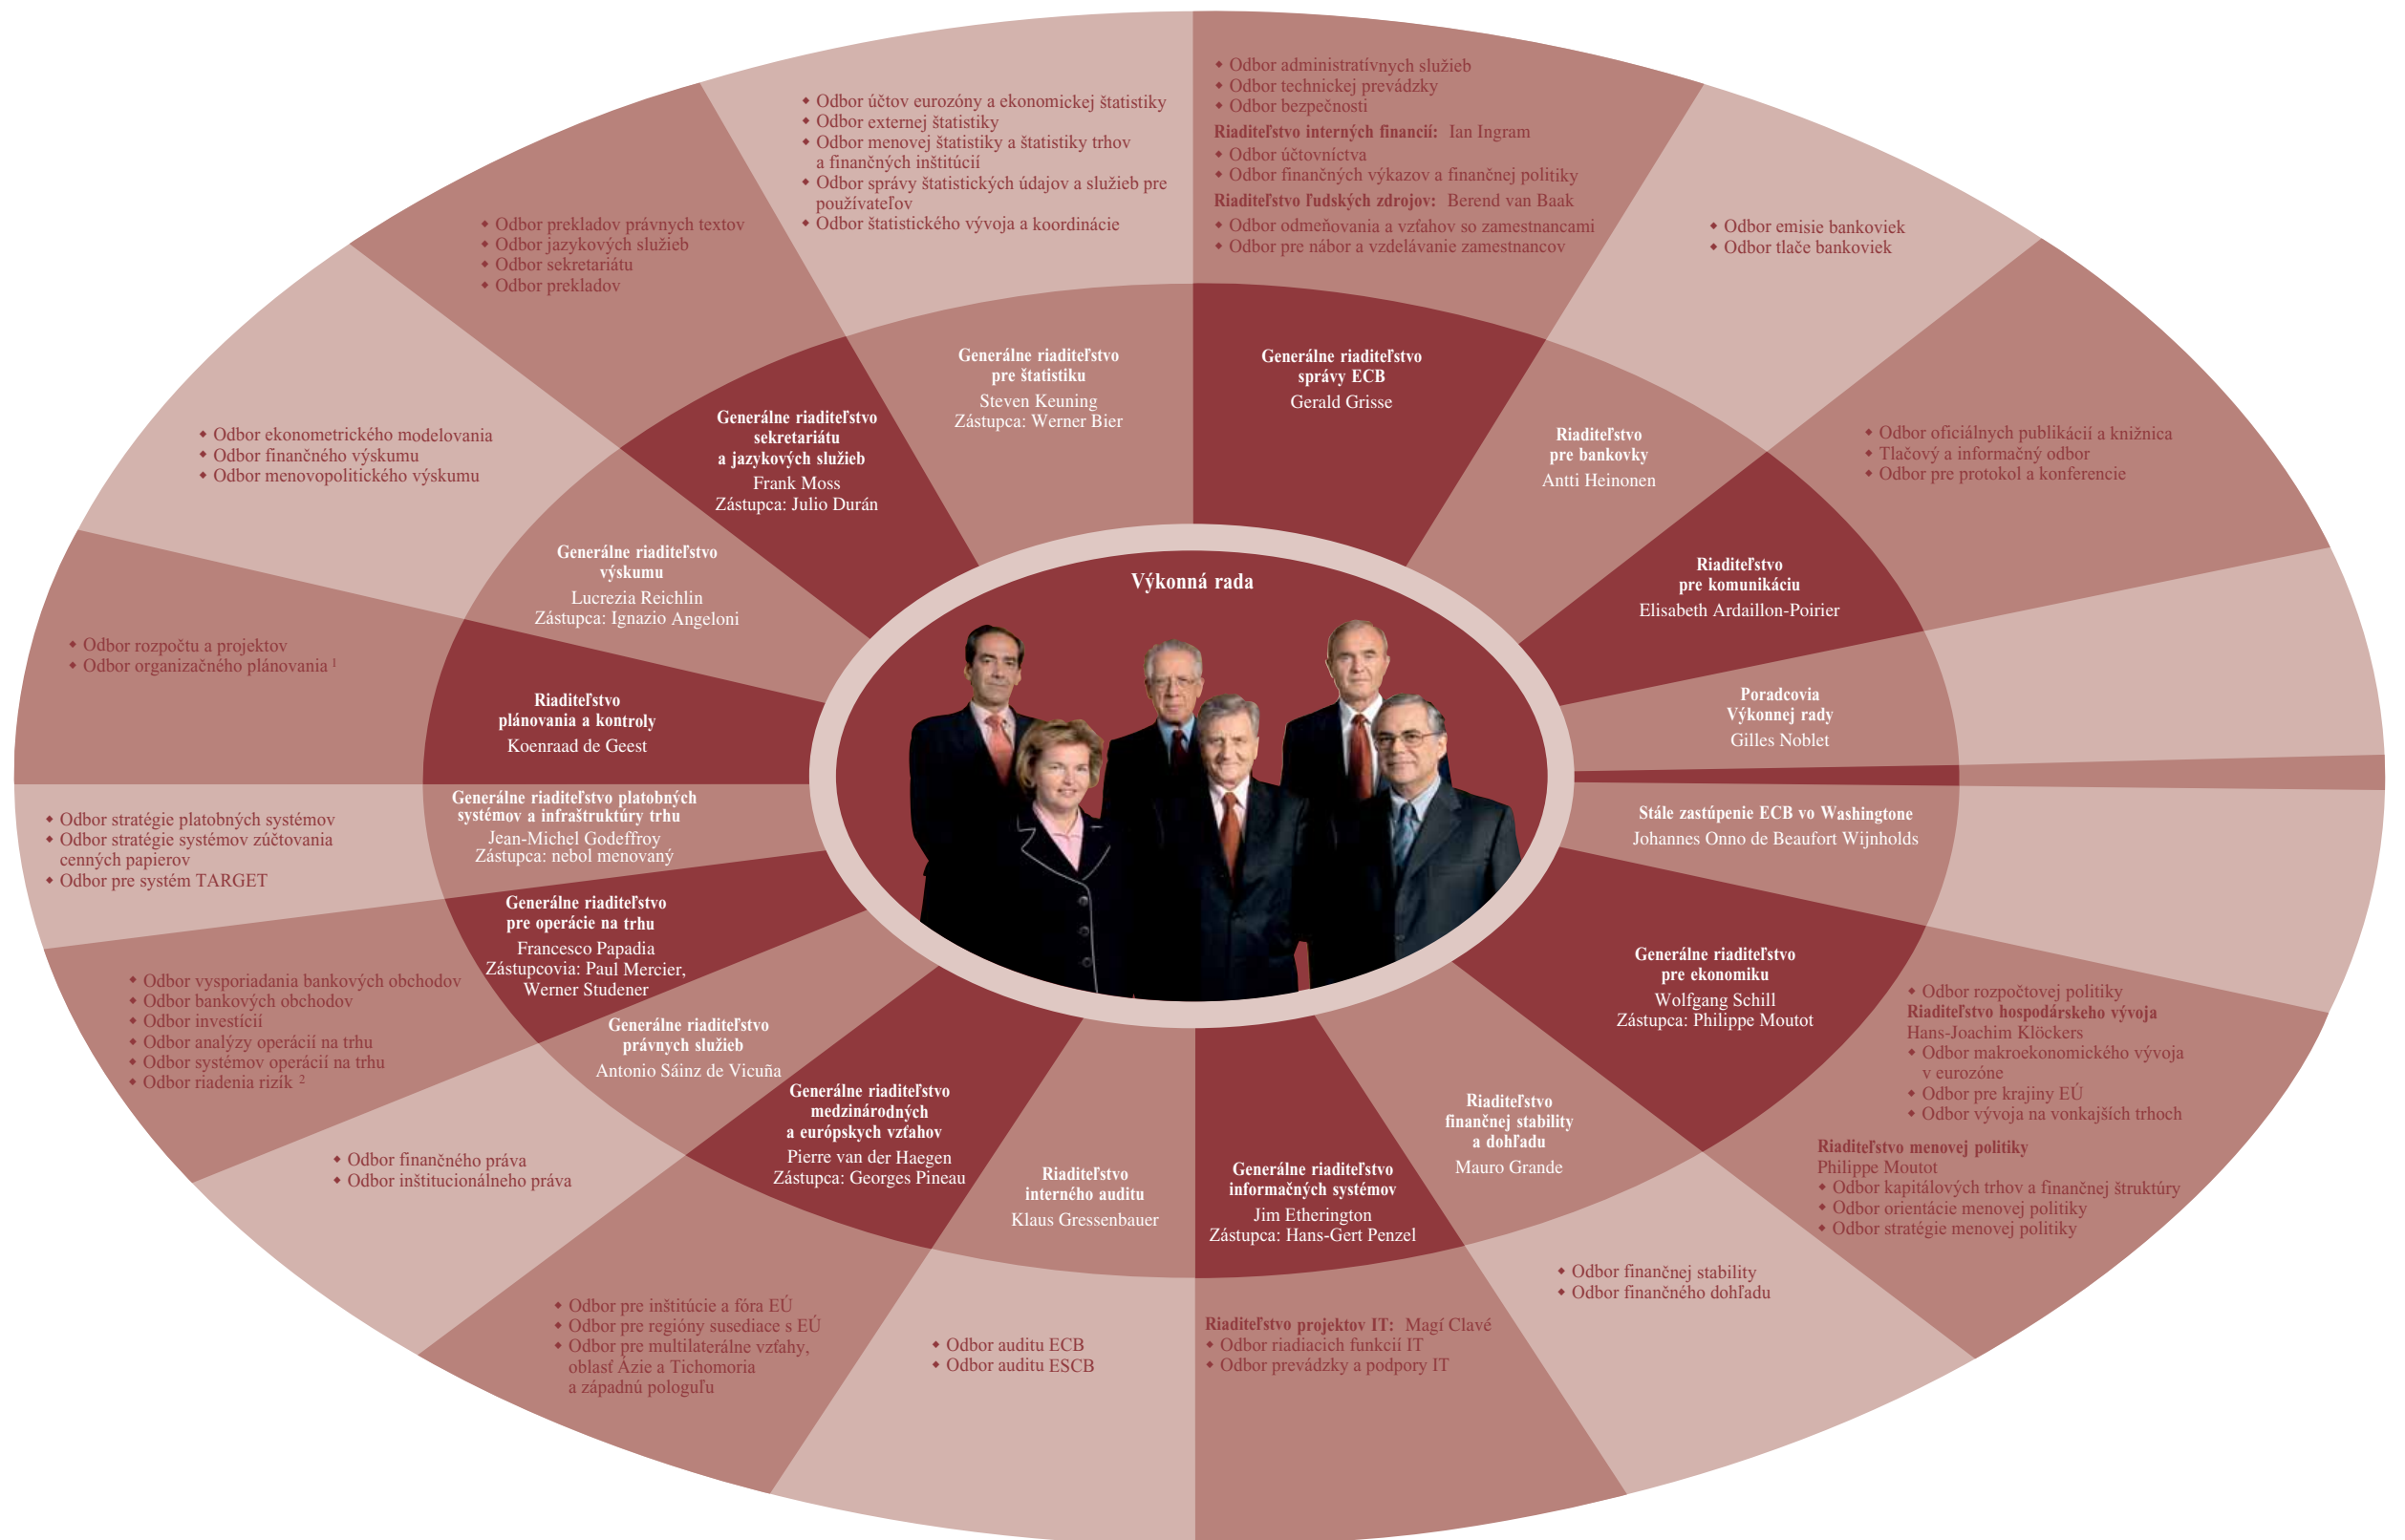 Výkonná rada
◆ Odbor administratívnych služieb
◆ Odbor technickej prevádzky
◆ Odbor bezpečnosti
Riaditeľstvo interných financií: Ian Ingram
◆ Odbor účtovníctva
◆ Odbor finančných výkazov a finančnej politiky
Riaditeľstvo ľudských zdrojov: Berend van Baak
◆ Odbor odmeňovania a vzťahov so zamestnancami
◆ Odbor pre nábor a vzdelávanie zamestnancov
Generálne riaditeľstvo
správy ECB
Gerald Grisse
◆ Odbor emisie bankoviek
◆ Odbor tlače bankoviek
Riaditeľstvo
pre bankovky
Antti Heinonen
◆ Odbor oficiálnych publikácií a knižnica
◆ Tlačový a informačný odbor
◆ Odbor pre protokol a konferencie
Riaditeľstvo
pre komunikáciu
Elisabeth Ardaillon-Poirier
Poradcovia
Výkonnej rady
Gilles Noblet
Stále zastúpenie ECB vo Washingtone
Johannes Onno de Beaufort Wijnholds
Generálne riaditeľstvo
pre ekonomiku
Wolfgang Schill
Zástupca: Philippe Moutot
◆ Odbor rozpočtovej politiky
Riaditeľstvo hospodárskeho vývoja
Hans-Joachim Klöckers
◆ Odbor makroekonomického vývoja
v eurozóne
◆ Odbor pre krajiny EÚ
◆ Odbor vývoja na vonkajších trhoch
Riaditeľstvo menovej politiky
Philippe Moutot
◆ Odbor kapitálových trhov a finančnej štruktúry
◆ Odbor orientácie menovej politiky
◆ Odbor stratégie menovej politiky
Riaditeľstvo
finančnej stability
a dohľadu
Mauro Grande
◆ Odbor finančnej stability
◆ Odbor finančného dohľadu
Generálne riaditeľstvo
informačných systémov
Jim Etherington
Zástupca: Hans-Gert Penzel
Riaditeľstvo projektov IT: Magí Clavé
◆ Odbor riadiacich funkcií IT
◆ Odbor prevádzky a podpory IT
Riaditeľstvo
interného auditu
Klaus Gressenbauer
◆ Odbor auditu ECB
◆ Odbor auditu ESCB
Generálne riaditeľstvo
medzinárodných
a európskych vzťahov
Pierre van der Haegen
Zástupca: Georges Pineau
◆ Odbor pre inštitúcie a fóra EÚ
◆ Odbor pre regióny susediace s EÚ
◆ Odbor pre multilaterálne vzťahy,
oblasť Ázie a Tichomoria
a západnú pologuľu
Generálne riaditeľstvo
právnych služieb
Antonio Sáinz de Vicuña
◆ Odbor finančného práva
◆ Odbor inštitucionálneho práva
Generálne riaditeľstvo
pre operácie na trhu
Francesco Papadia
Zástupcovia: Paul Mercier,
Werner Studener
◆ Odbor vysporiadania bankových obchodov
◆ Odbor bankových obchodov
◆ Odbor investícií
◆ Odbor analýzy operácií na trhu
◆ Odbor systémov operácií na trhu
◆ Odbor riadenia rizík 2
Generálne riaditeľstvo platobných
systémov a infraštruktúry trhu
Jean-Michel Godeffroy
Zástupca: nebol menovaný
◆ Odbor stratégie platobných systémov
◆ Odbor stratégie systémov zúčtovania
cenných papierov
◆ Odbor pre systém TARGET
Riaditeľstvo
plánovania a kontroly
Koenraad de Geest
◆ Odbor rozpočtu a projektov
◆ Odbor organizačného plánovania 1
Generálne riaditeľstvo
výskumu
Lucrezia Reichlin
Zástupca: Ignazio Angeloni
◆ Odbor ekonometrického modelovania
◆ Odbor finančného výskumu
◆ Odbor menovopolitického výskumu
Generálne riaditeľstvo
sekretariátu
a jazykových služieb
Frank Moss
Zástupca: Julio Durán
◆ Odbor prekladov právnych textov
◆ Odbor jazykových služieb
◆ Odbor sekretariátu
◆ Odbor prekladov
Generálne riaditeľstvo
pre štatistiku
Steven Keuning
Zástupca: Werner Bier
◆ Odbor účtov eurozóny a ekonomickej štatistiky
◆ Odbor externej štatistiky
◆ Odbor menovej štatistiky a štatistiky trhov
a finančných inštitúcií
◆ Odbor správy štatistických údajov a služieb pre
používateľov
◆ Odbor štatistického vývoja a koordinácie